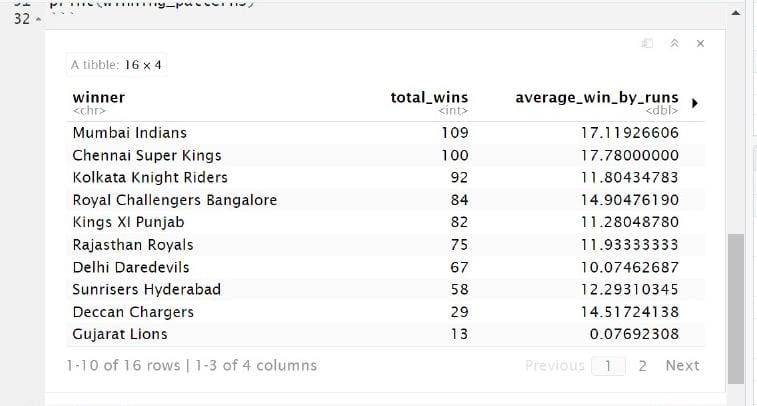 32 ```
A tibble: 16 × 4
winner total_wins average_win_by_runs
<chr> <int> <dbl>
Mumbai Indians 109 17.11926606
Chennai Super Kings 100 17.78000000
Kolkata Knight Riders 92 11.80434783
Royal Challengers Bangalore 84 14.90476190
Kings XI Punjab 82 11.28048780
Rajasthan Royals 75 11.93333333
Delhi Daredevils 67 10.07462687
Sunrisers Hyderabad 58 12.29310345
Deccan Chargers 29 14.51724138
Gujarat Lions 13 0.07692308
1-10 of 16 rows | 1-3 of 4 columns Previous 1 2 Next